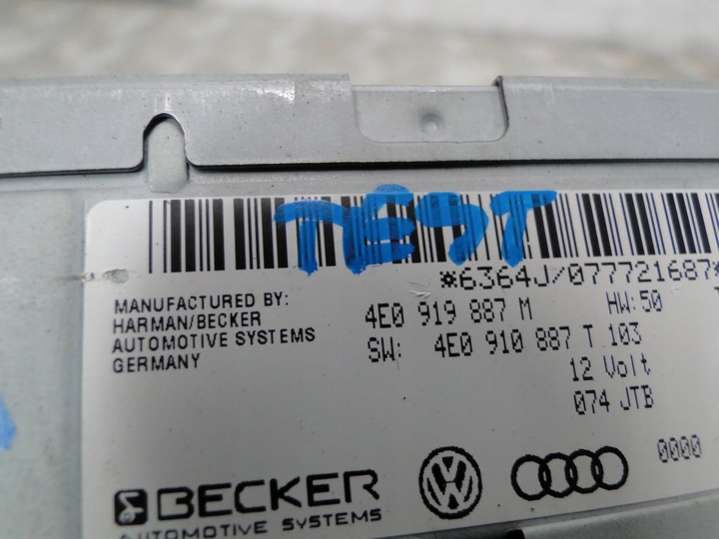 TEST
*6364J/077721687*
MANUFACTURED BY:
HARMAN/BECKER
AUTOMOTIVE SYSTEMS
GERMANY
4E0 919 887 M HW:50
SW: 4E0 910 887 T 103
12 Volt
074 JTB
0000
BECKER
AUTOMOTIVE SYSTEMS